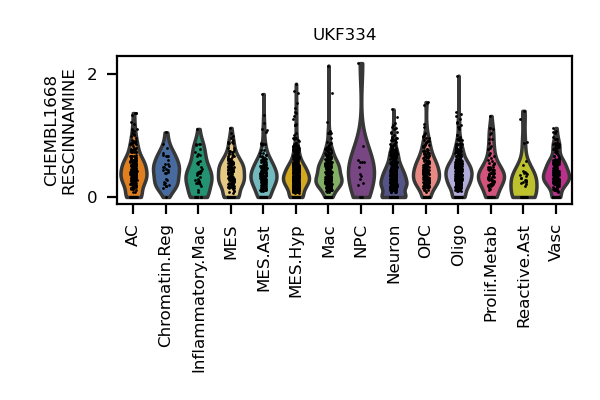 UKF334
CHEMBL1668
RESCINNAMINE
2
0
AC
Chromatin.Reg
Inflammatory.Mac
MES
MES.Ast
MES.Hyp
Mac
NPC
Neuron
OPC
Oligo
Prolif.Metab
Reactive.Ast
Vasc